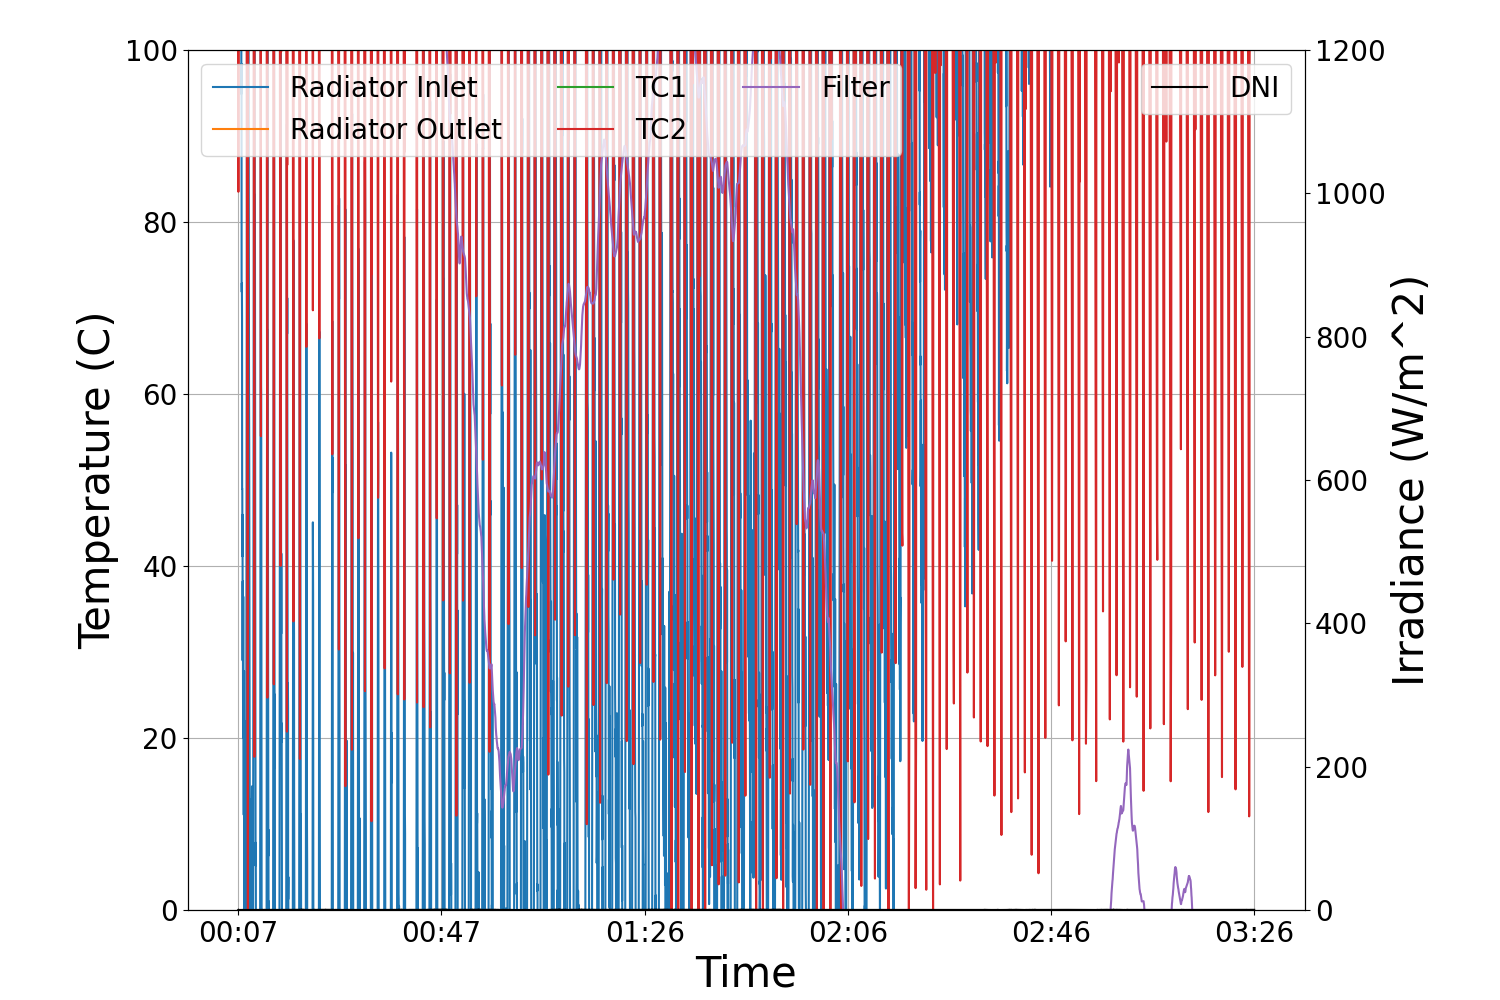 Radiator Inlet
Radiator Outlet
TC1
TC2
Filter
DNI
100
80
60
40
20
0
Temperature (C)
1200
1000
800
600
400
200
0
Irradiance (W/m^2)
00:07
00:47
01:26
02:06
02:46
03:26
Time